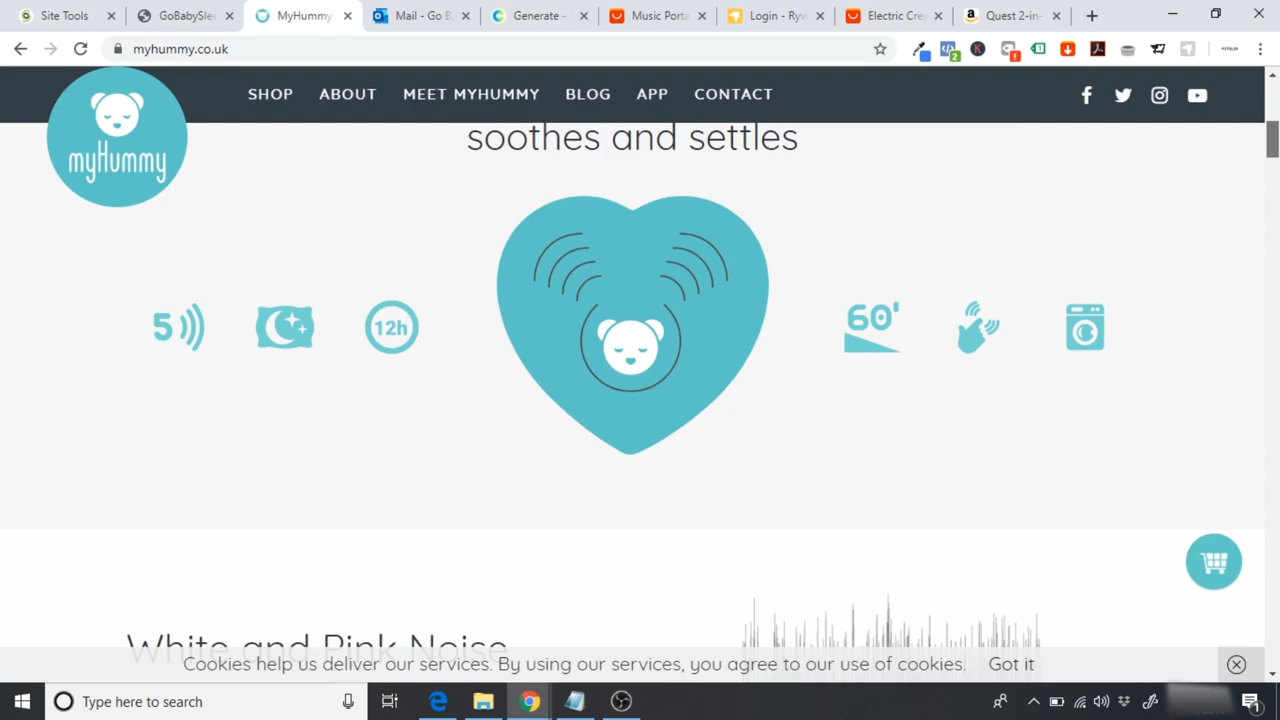 Site Tools
GoBabySlee
MyHummy
Mail - Go B
Generate -
Music Porta
Login - Ryv
Electric Cre
Quest 2-in-
myhummy.co.uk
SHOP ABOUT MEET MYHUMMY BLOG APP CONTACT
myHummy
soothes and settles
5
12h
60'
White and Pink Noise
Cookies help us deliver our services. By using our services, you agree to our use of cookies. Got it
Type here to search